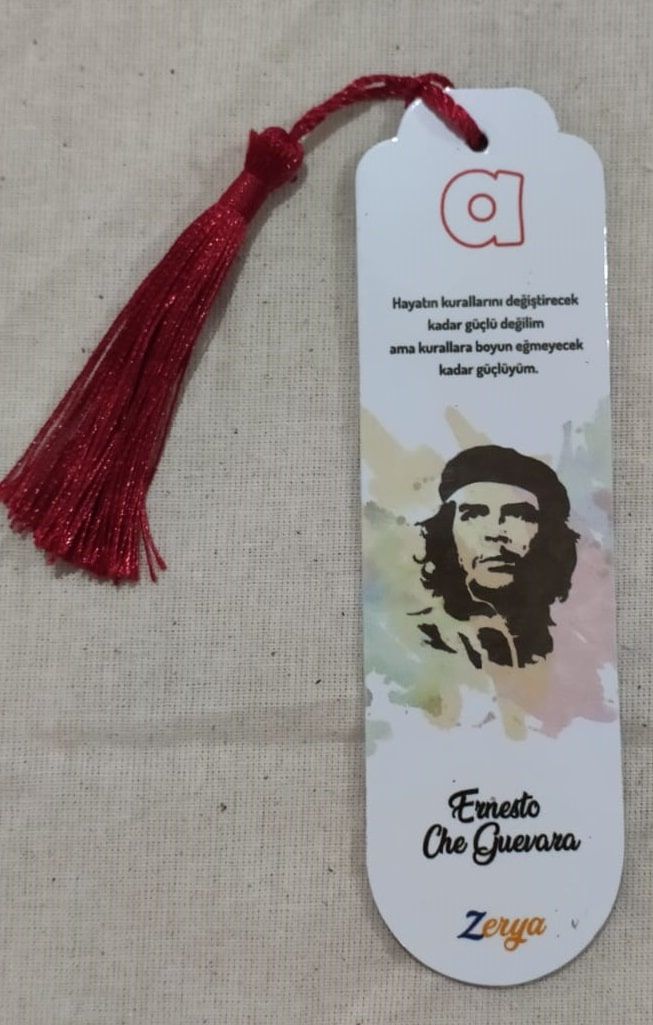 a
Hayatın kurallarını değiştirecek
kadar güçlü değilim
ama kurallara boyun eğmeyecek
kadar güçlüyüm.
Ernesto
Che Guevara
Zerya